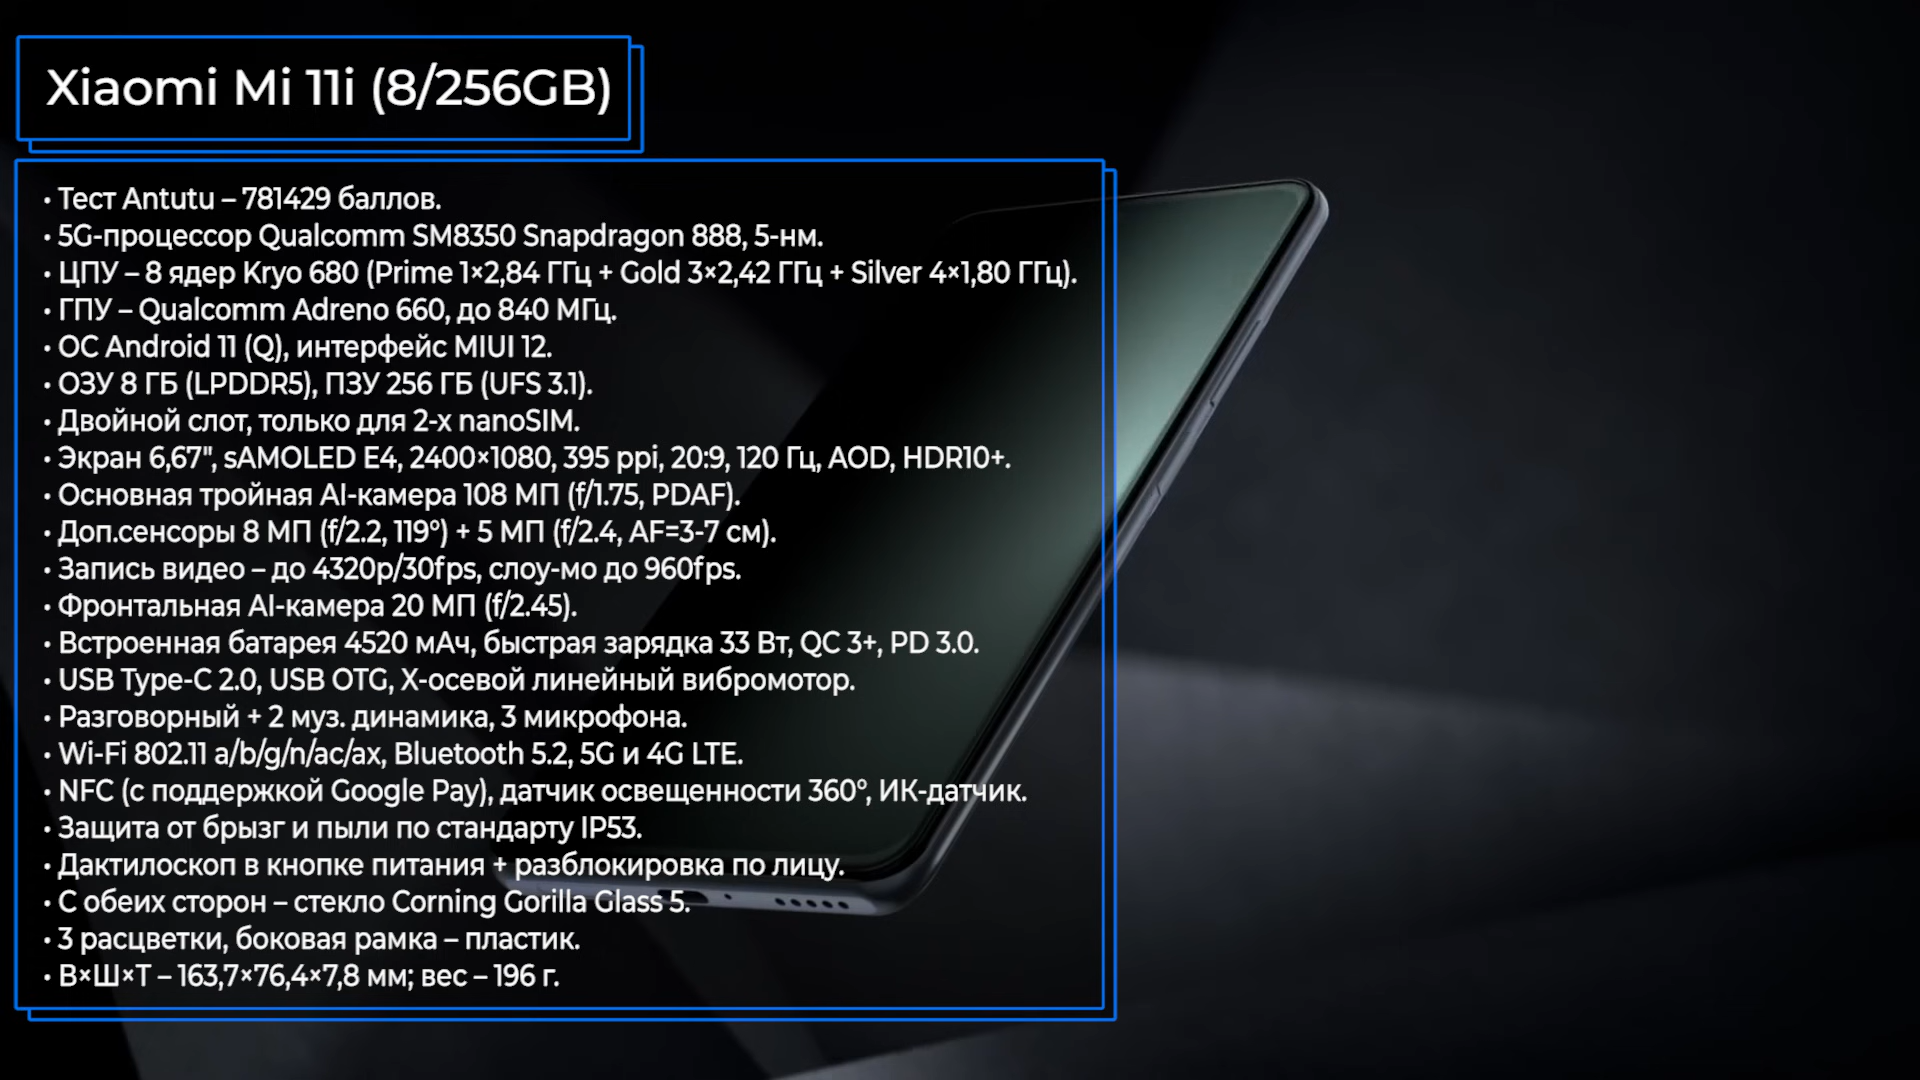 Xiaomi Mi 11i (8/256GB)
• Тест Antutu – 781429 баллов.
• 5G-процессор Qualcomm SM8350 Snapdragon 888, 5-нм.
• ЦПУ – 8 ядер Kryo 680 (Prime 1×2,84 ГГц + Gold 3×2,42 ГГц + Silver 4×1,80 ГГц).
• ГПУ – Qualcomm Adreno 660, до 840 МГц.
• ОС Android 11 (Q), интерфейс MIUI 12.
• ОЗУ 8 ГБ (LPDDR5), ПЗУ 256 ГБ (UFS 3.1).
• Двойной слот, только для 2-х nanoSIM.
• Экран 6,67", sAMOLED E4, 2400×1080, 395 ppi, 20:9, 120 Гц, AOD, HDR10+.
• Основная тройная AI-камера 108 МП (f/1.75, PDAF).
• Доп.сенсоры 8 МП (f/2.2, 119°) + 5 МП (f/2.4, AF=3-7 см).
• Запись видео – до 4320p/30fps, слоу-мо до 960fps.
• Фронтальная AI-камера 20 МП (f/2.45).
• Встроенная батарея 4520 мАч, быстрая зарядка 33 Вт, QC 3+, PD 3.0.
• USB Type-C 2.0, USB OTG, X-осевой линейный вибромотор.
• Разговорный + 2 муз. динамика, 3 микрофона.
• Wi-Fi 802.11 a/b/g/n/ac/ax, Bluetooth 5.2, 5G и 4G LTE.
• NFC (с поддержкой Google Pay), датчик освещенности 360°, ИК-датчик.
• Защита от брызг и пыли по стандарту IP53.
• Дактилоскоп в кнопке питания + разблокировка по лицу.
• С обеих сторон – стекло Corning Gorilla Glass 5.
• 3 расцветки, боковая рамка – пластик.
• В×Ш×Т – 163,7×76,4×7,8 мм; вес – 196 г.